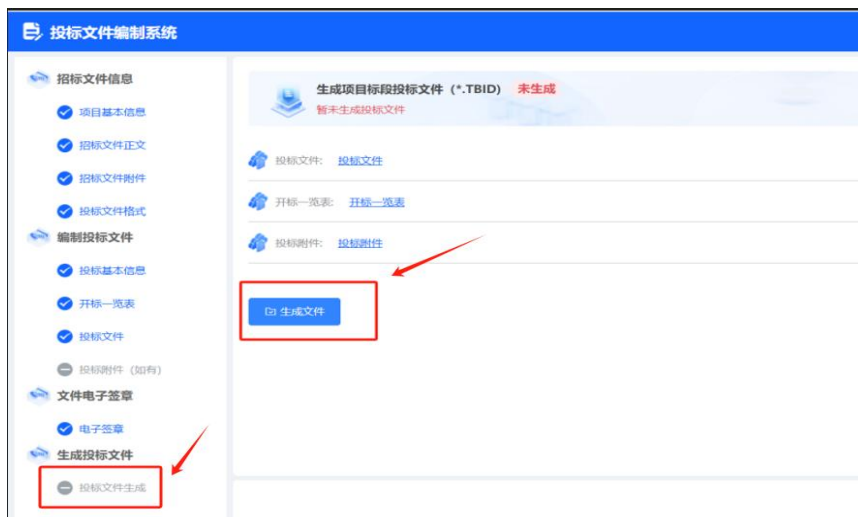 投标文件编制系统
招标文件信息
项目基本信息
招标文件正文
招标文件附件
投标文件格式
编制投标文件
投标基本信息
开标一览表
投标文件
投标附件（如有）
文件电子签章
电子签章
生成投标文件
投标文件生成
生成项目标段投标文件（*.TBID） 未生成
暂未生成投标文件
投标文件: 投标文件
开标一览表: 开标一览表
投标附件: 投标附件
生成文件